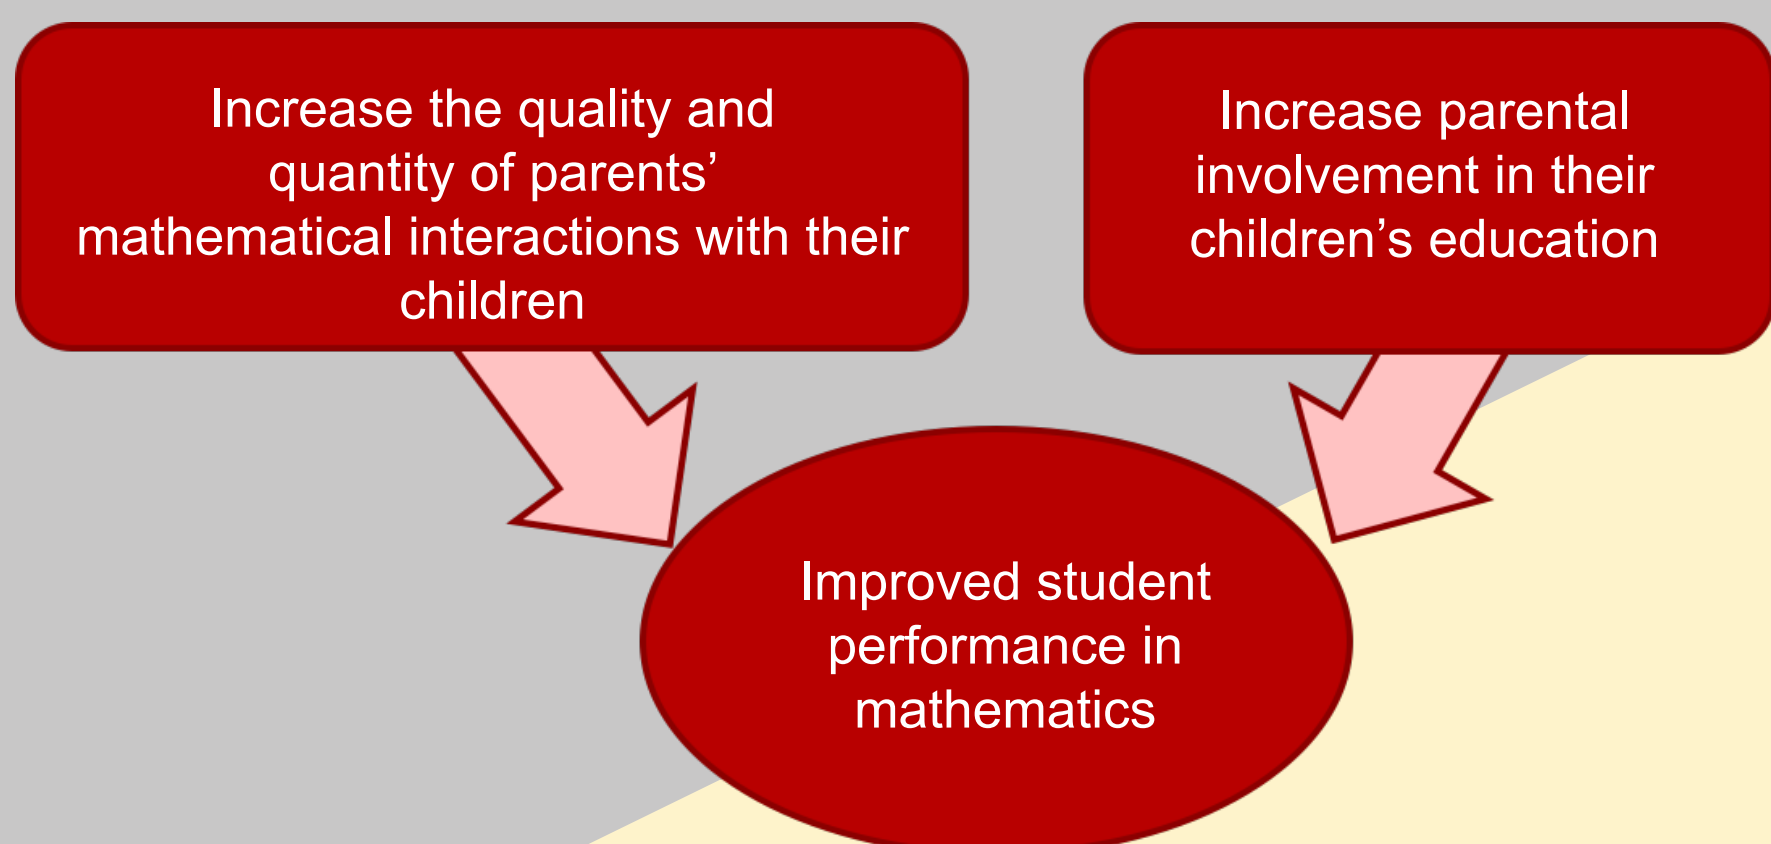 Increase the quality and
quantity of parents’
mathematical interactions with their
children
Increase parental
involvement in their
children’s education
Improved student
performance in
mathematics